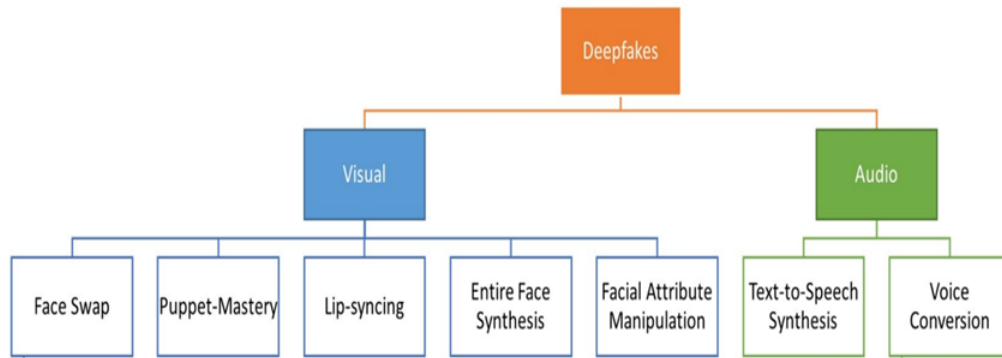 Deepfakes
Visual
Audio
Face Swap
Puppet-Mastery
Lip-syncing
Entire Face
Synthesis
Facial Attribute
Manipulation
Text-to-Speech
Synthesis
Voice
Conversion